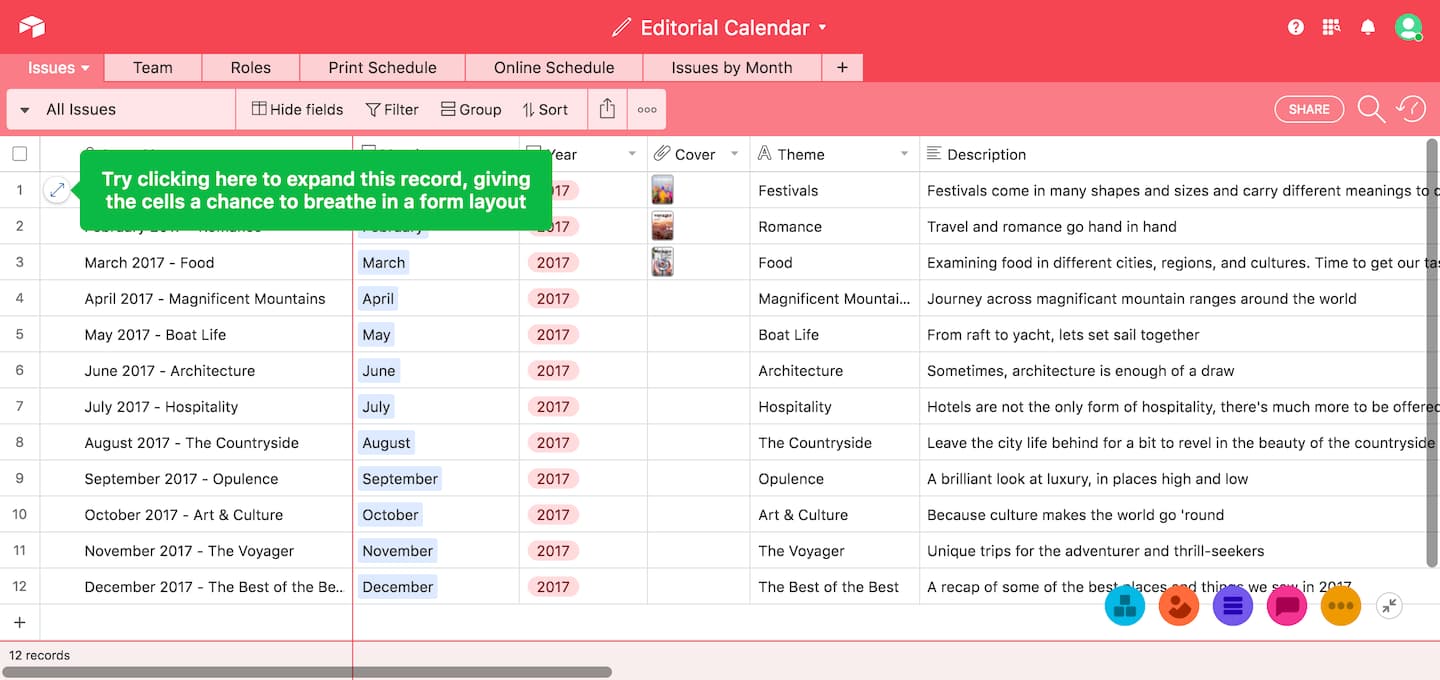 Editorial Calendar
Issues Team Roles Print Schedule Online Schedule Issues by Month +
All Issues Hide fields Filter Group Sort SHARE
Year Cover Theme Description
Try clicking here to expand this record, giving
the cells a chance to breathe in a form layout
1 Festivals Festivals come in many shapes and sizes and carry different meanings to
2 February 2017 - Romance February 2017 Romance Travel and romance go hand in hand
3 March 2017 - Food March 2017 Food Examining food in different cities, regions, and cultures. Time to get our
4 April 2017 - Magnificent Mountains April 2017 Magnificent Mountai... Journey across magnificant mountain ranges around the world
5 May 2017 - Boat Life May 2017 Boat Life From raft to yacht, lets set sail together
6 June 2017 - Architecture June 2017 Architecture Sometimes, architecture is enough of a draw
7 July 2017 - Hospitality July 2017 Hospitality Hotels are not the only form of hospitality, there's much more to be offered
8 August 2017 - The Countryside August 2017 The Countryside Leave the city life behind for a bit to revel in the beauty of the countryside
9 September 2017 - Opulence September 2017 Opulence A brilliant look at luxury, in places high and low
10 October 2017 - Art & Culture October 2017 Art & Culture Because culture makes the world go 'round
11 November 2017 - The Voyager November 2017 The Voyager Unique trips for the adventurer and thrill-seekers
12 December 2017 - The Best of the Be... December 2017 The Best of the Best A recap of some of the best places and things we saw in 2017
+
12 records